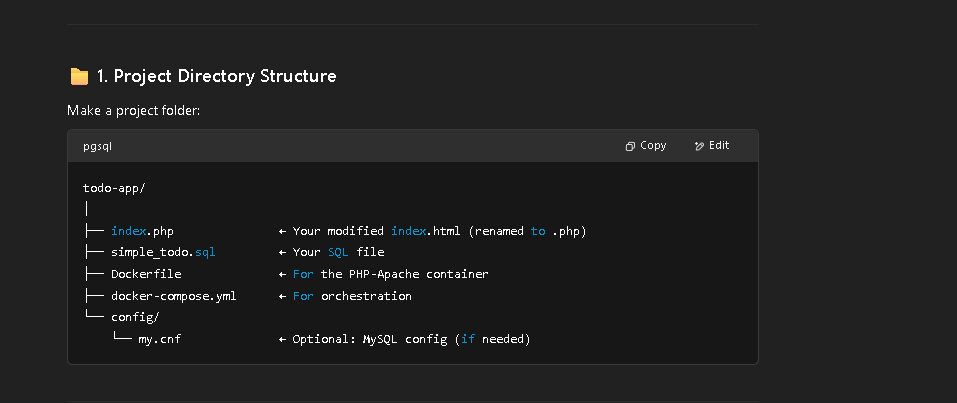 📁 1. Project Directory Structure
Make a project folder:
pgsql Copy Edit
todo-app/
│
├── index.php ← Your modified index.html (renamed to .php)
├── simple_todo.sql ← Your SQL file
├── Dockerfile ← For the PHP-Apache container
├── docker-compose.yml ← For orchestration
└── config/
    └── my.cnf ← Optional: MySQL config (if needed)